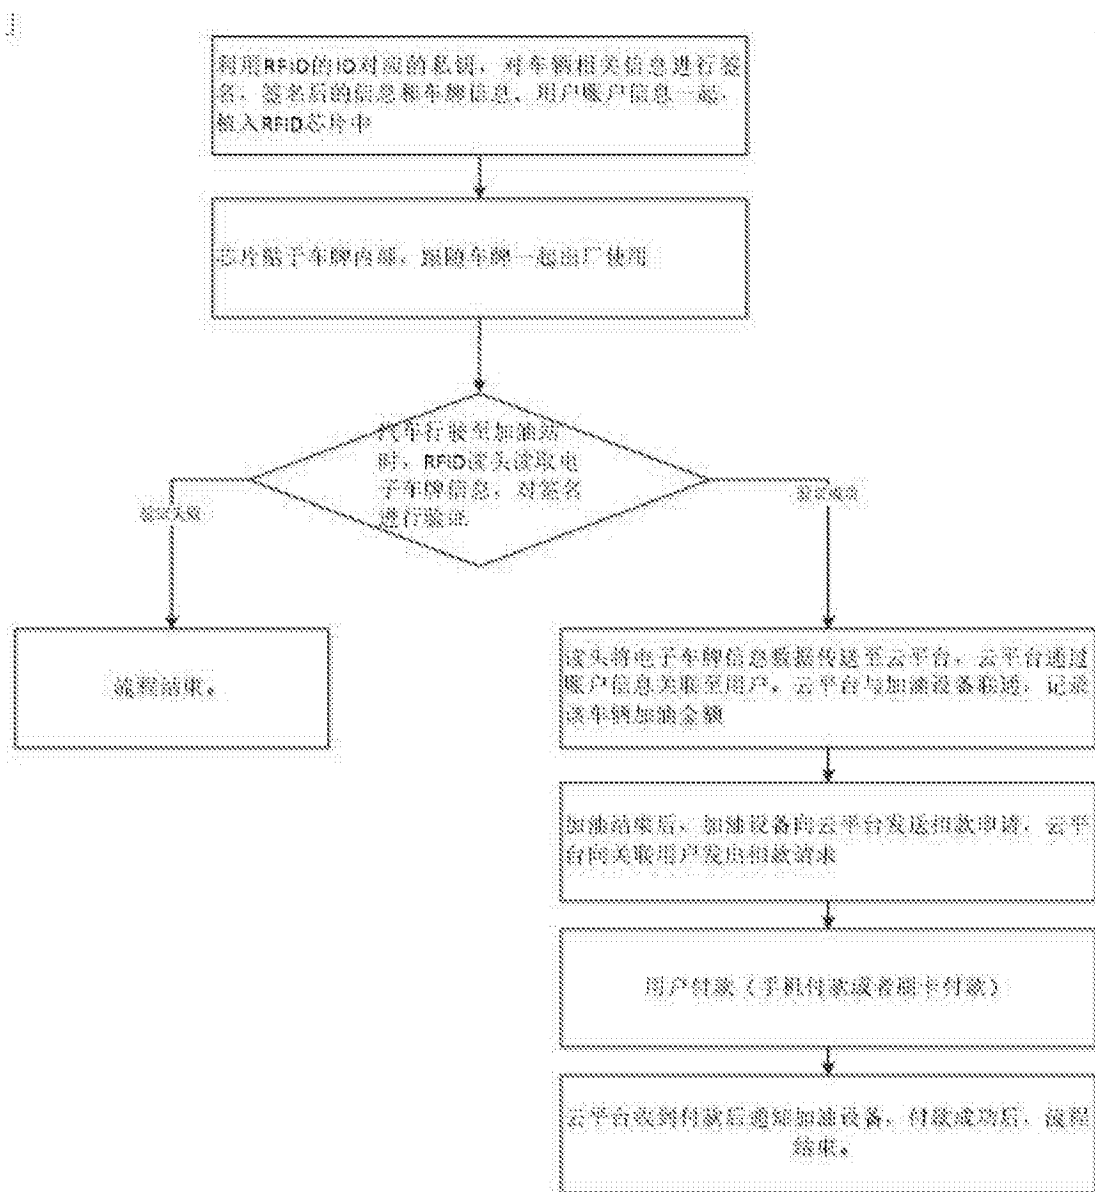 利用RFID的ID对应的私钥，对车辆相关信息进行签
名，签名后的信息和车牌信息、用户账户信息一起，
植入RFID芯片中
芯片贴于车牌内部，跟随车牌一起出厂使用
汽车行驶至加油站
时，RFID读头读取电
子车牌信息，对签名
进行验证
验证失败
验证成功
流程结束。
读头将电子车牌信息数据传送至云平台，云平台通过
账户信息关联至用户，云平台与加油设备联通，记录
该车辆加油金额
加油结束后，加油设备向云平台发送扣款申请，云平
台向关联用户发出扣款请求
用户付款（手机付款或者刷卡付款）
云平台收到付款后通知加油设备，付款成功后，流程
结束。